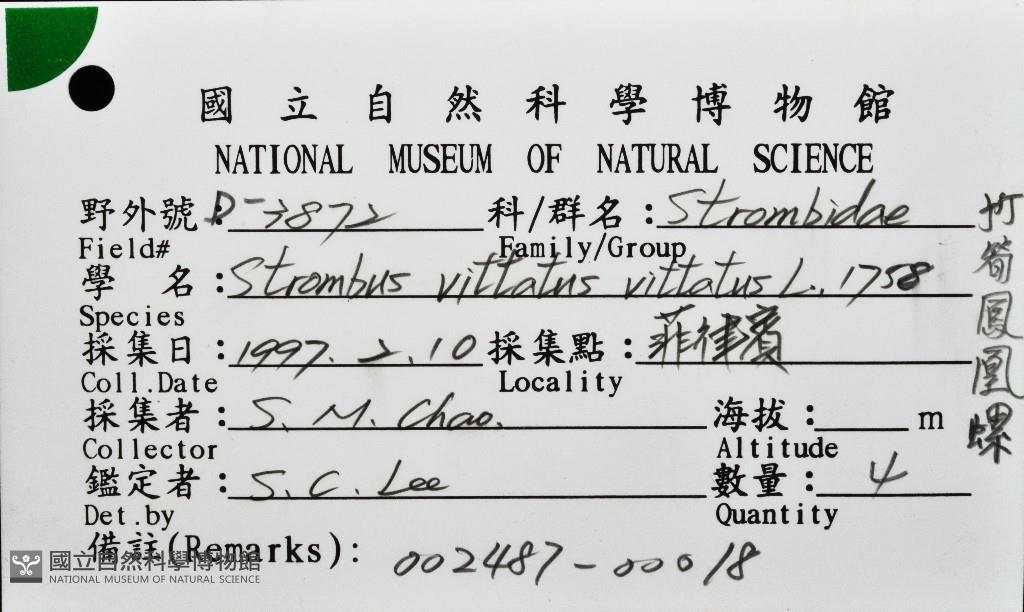 國立自然科學博物館
NATIONAL MUSEUM OF NATURAL SCIENCE
野外號：D-3872 科/群名：Strombidae
Field# Family/Group
學 名：Strombus vittatus vittatus L., 1758
Species
採集日：1997. 2. 10 採集點：菲律賓
Coll.Date Locality
採集者：S. M. Chao. 海拔： m
Collector Altitude
鑑定者：S. C. Lee 數量：4
Det.by Quantity
備註(Remarks)：002487-00018
竹筍鳳凰螺
國立自然科學博物館
NATIONAL MUSEUM OF NATURAL SCIENCE